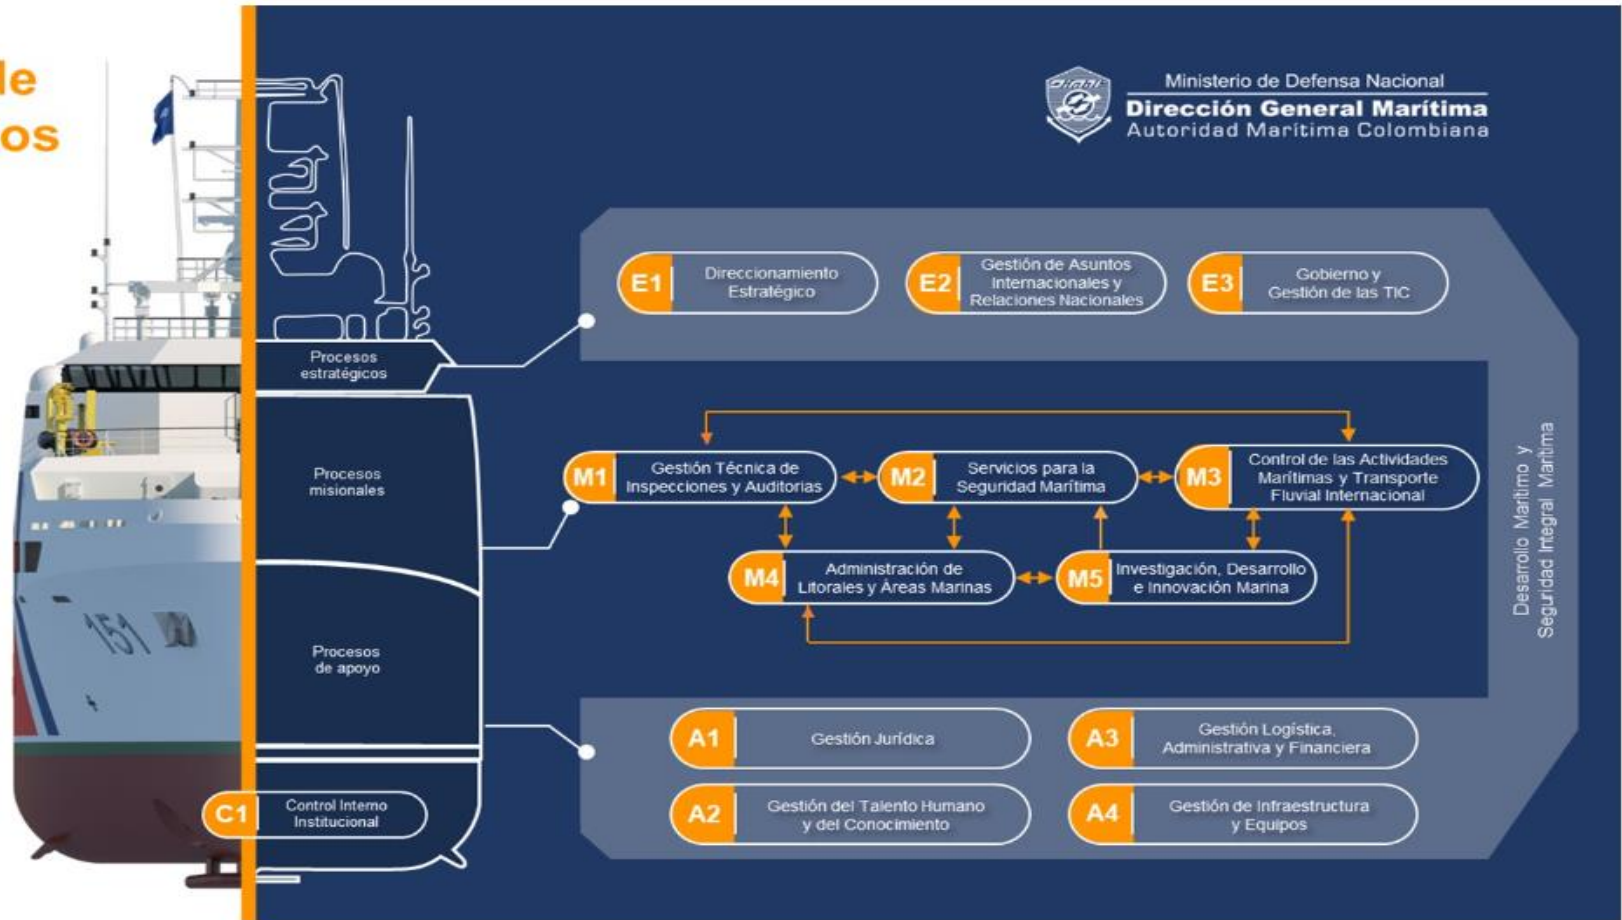 Ministerio de Defensa Nacional
Dirección General Marítima
Autoridad Marítima Colombiana
E1
Direccionamiento
Estratégico
E2
Gestión de Asuntos
Internacionales y
Relaciones Nacionales
E3
Gobierno y
Gestión de las TIC
Procesos
estratégicos
Procesos
misionales
M1
Gestión Técnica de
Inspecciones y Auditorias
M2
Servicios para la
Seguridad Marítima
M3
Control de las Actividades
Marítimas y Transporte
Fluvial Internacional
M4
Administración de
Litorales y Áreas Marinas
M5
Investigación, Desarrollo
e Innovación Marina
Desarrollo Marítimo y
Seguridad Integral Marítima
151
Procesos
de apoyo
A1
Gestión Jurídica
A3
Gestión Logística,
Administrativa y Financiera
A2
Gestión del Talento Humano
y del Conocimiento
A4
Gestión de Infraestructura
y Equipos
C1
Control Interno
Institucional